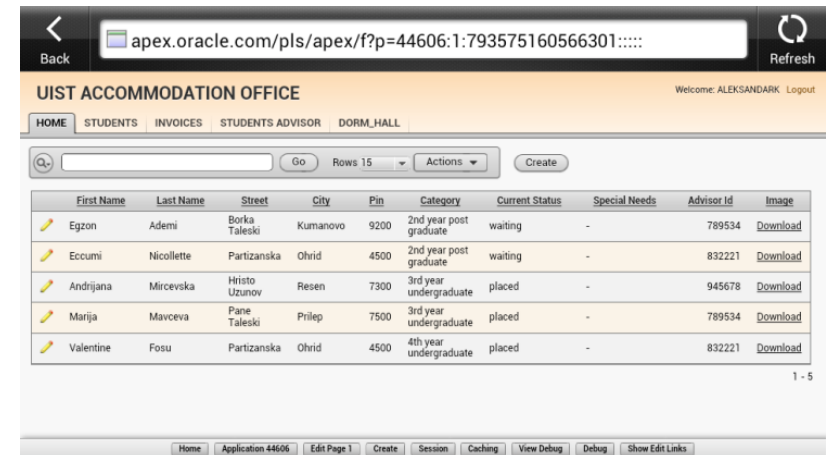 Back
apex.oracle.com/pls/apex/f?p=44606:1:793575160566301:::::
Refresh
UIST ACCOMMODATION OFFICE
Welcome: ALEKSANDARK Logout
HOME STUDENTS INVOICES STUDENTS ADVISOR DORM_HALL
Go Rows 15 Actions Create
First Name Last Name Street City Pin Category Current Status Special Needs Advisor Id Image
Egzon Ademi Borka Taleski Kumanovo 9200 2nd year post graduate waiting - 789534 Download
Eccumi Nicollette Partizanska Ohrid 4500 2nd year post graduate waiting - 832221 Download
Andrijana Mircevska Hristo Uzunov Resen 7300 3rd year undergraduate placed - 945678 Download
Marija Mavceva Pane Taleski Prilep 7500 3rd year undergraduate placed - 789534 Download
Valentine Fosu Partizanska Ohrid 4500 4th year undergraduate placed - 832221 Download
1 - 5
Home Application 44606 Edit Page 1 Create Session Caching View Debug Debug Show Edit Links